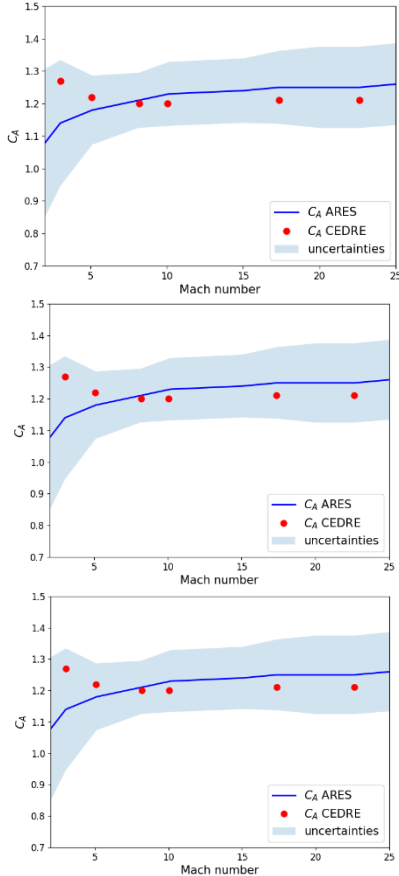 1.5
1.4
1.3
1.2
1.1
1.0
0.9
0.8
0.7
C_A
5
10
15
20
25
Mach number
C_A ARES
C_A CEDRE
uncertainties
1.5
1.4
1.3
1.2
1.1
1.0
0.9
0.8
0.7
C_A
5
10
15
20
25
Mach number
C_A ARES
C_A CEDRE
uncertainties
1.5
1.4
1.3
1.2
1.1
1.0
0.9
0.8
0.7
C_A
5
10
15
20
25
Mach number
C_A ARES
C_A CEDRE
uncertainties